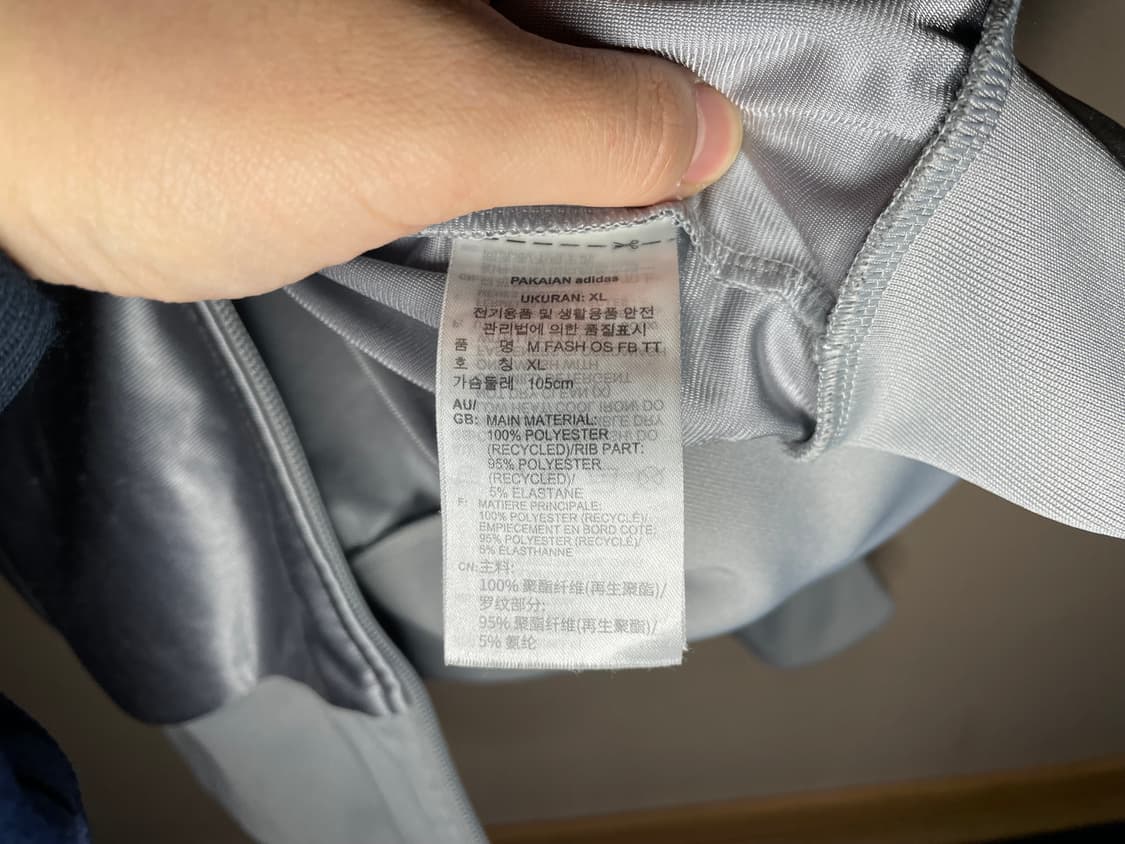 PAKAIAN adidas
UKURAN: XL
전기용품 및 생활용품 안전
관리법에 의한 품질표시
품 명 M FASH OS FB TT
호 칭 XL
가슴둘레 105cm
AU/
GB: MAIN MATERIAL:
100% POLYESTER
(RECYCLED)/RIB PART:
95% POLYESTER
(RECYCLED)/
5% ELASTANE
F: MATIERE PRINCIPALE:
100% POLYESTER (RECYCLÉ)/
EMPIECEMENT EN BORD COTE:
95% POLYESTER (RECYCLÉ)/
5% ÉLASTHANNE
CN:主料:
100% 聚酯纤维(再生聚酯)/
罗纹部分:
95% 聚酯纤维(再生聚酯)/
5% 氨纶